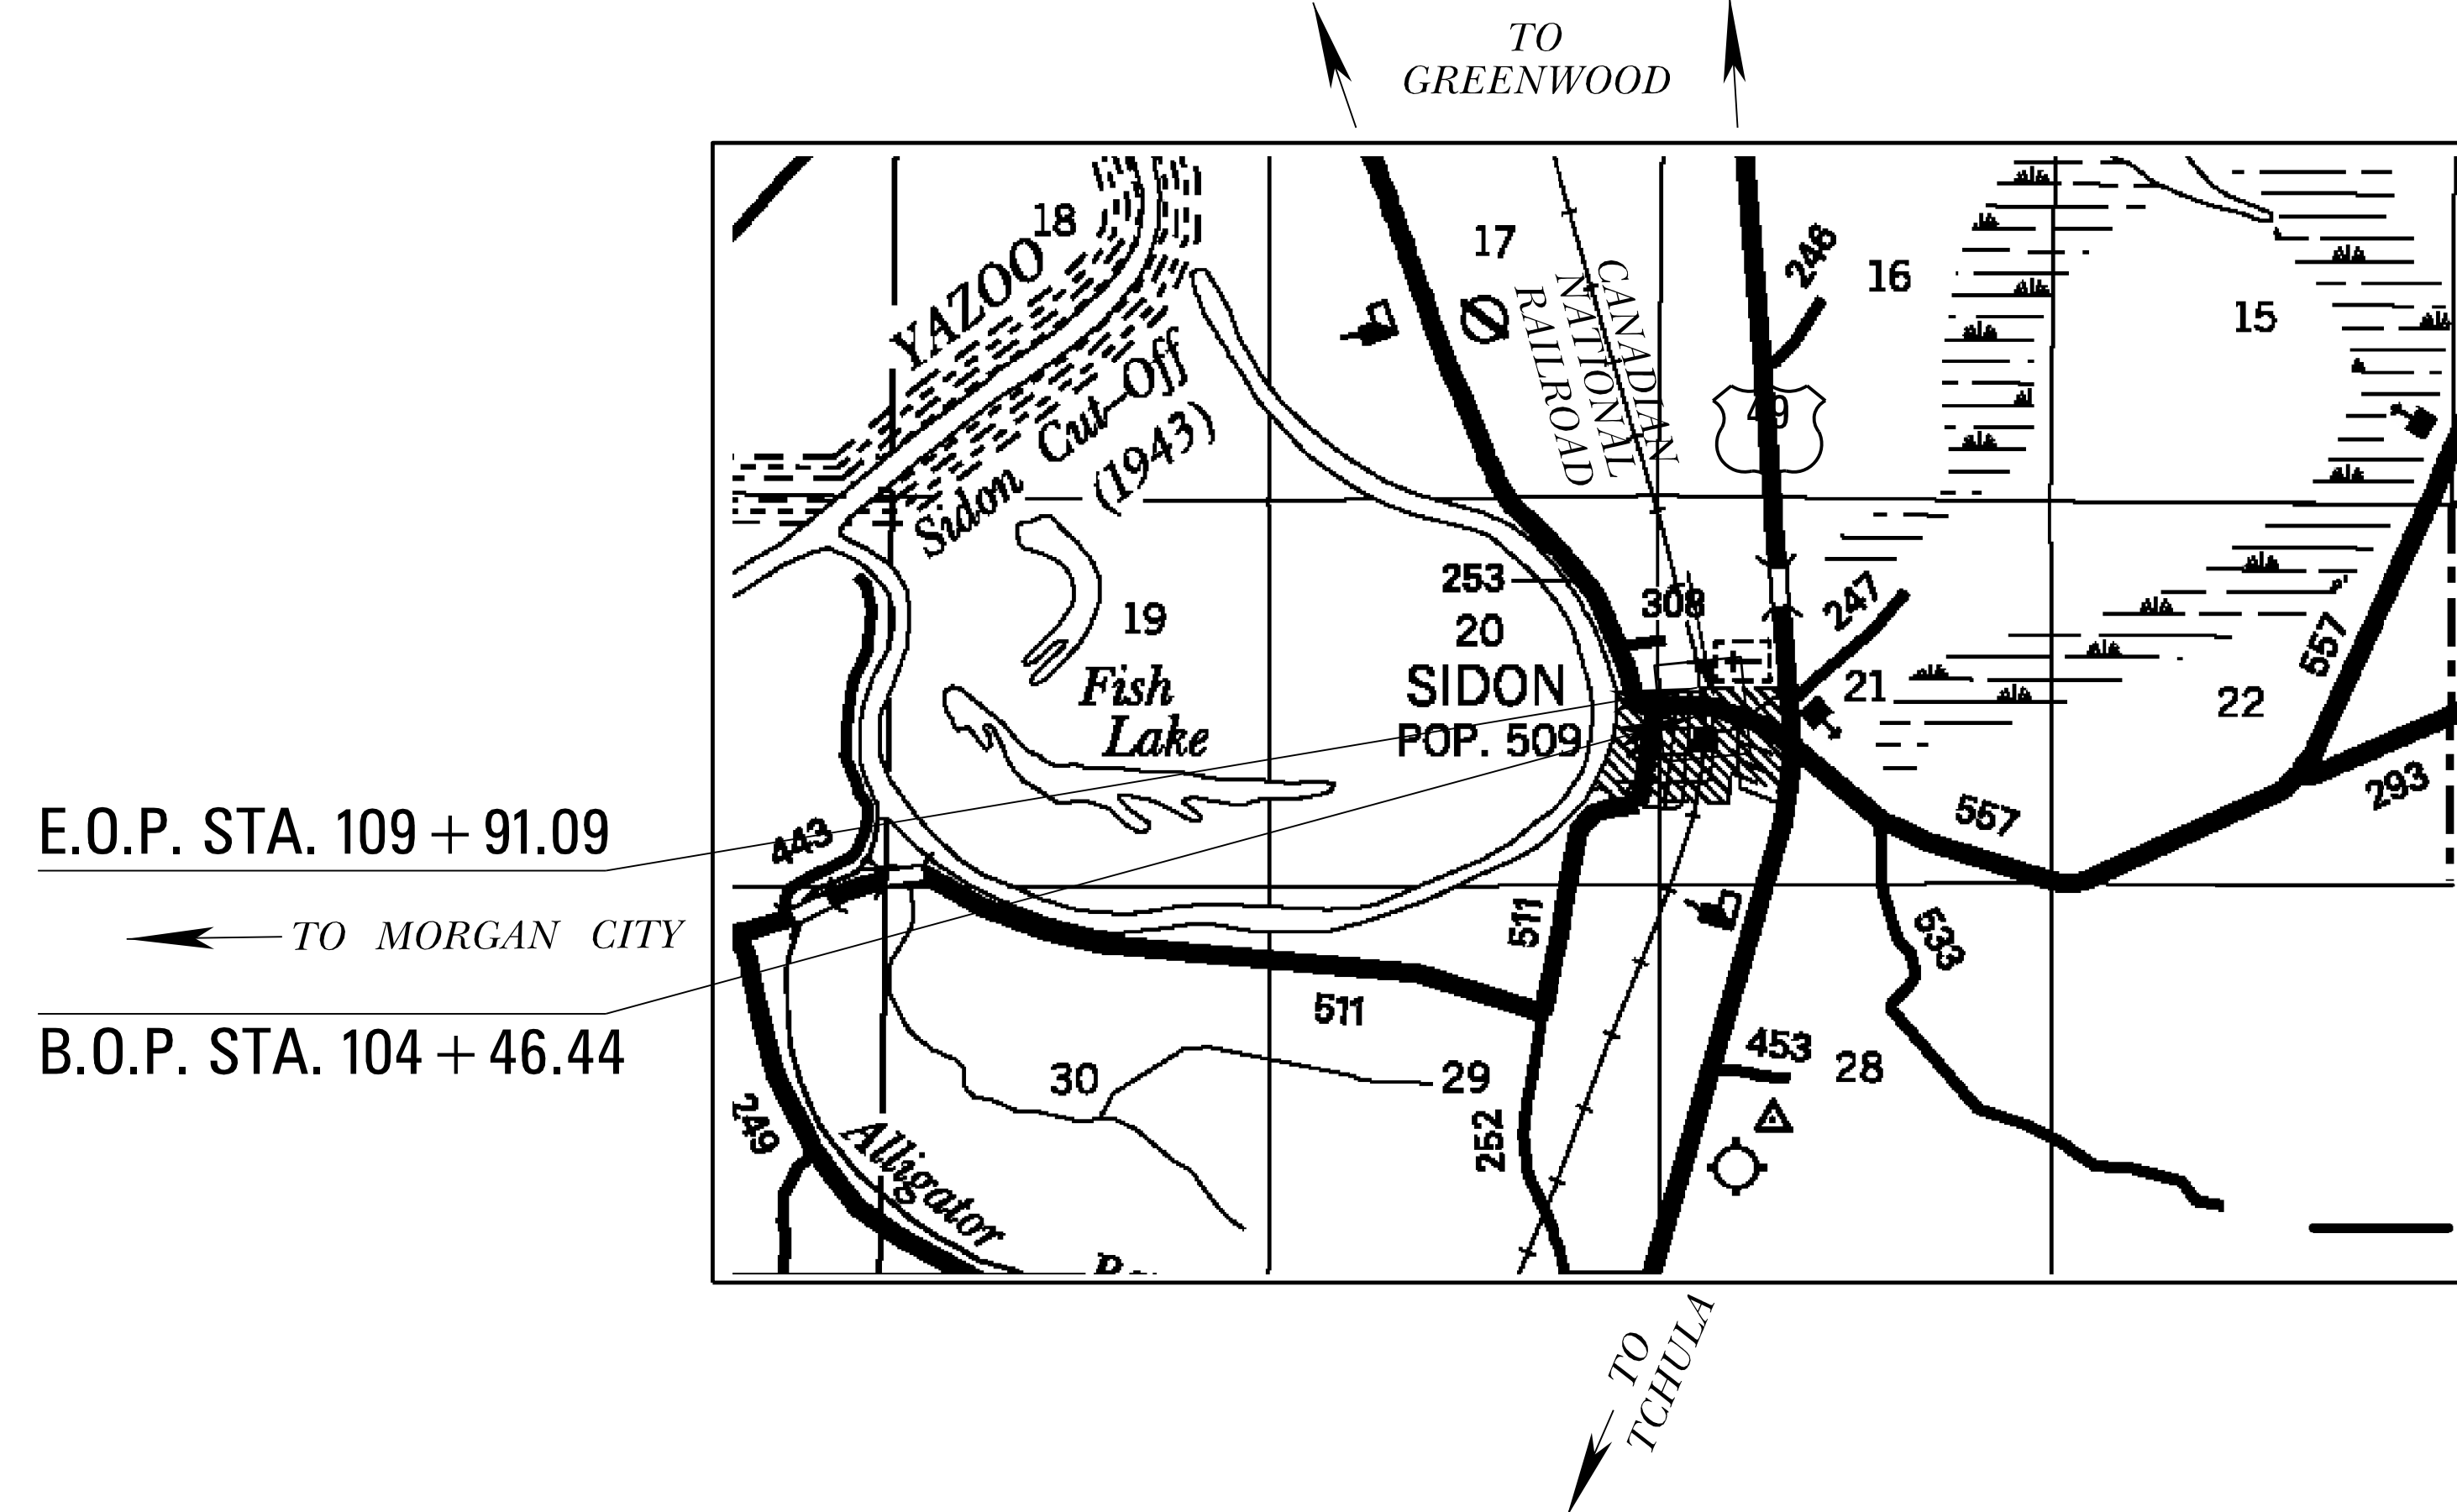 TO
GREENWOOD
18
YAZOO
17
246
16
15
CANADIAN
NATIONAL
RAILROAD
49
Sidon Cut-Off
(1943)
253
308
247
19
20
Fish
Lake
SIDON
POP. 509
21
22
557
293
E.O.P. STA. 109 + 91.09
443
557
TO MORGAN CITY
511
533
B.O.P. STA. 104 + 46.44
511
453
30
29
28
249
252
Alligator
TO
TCHULA